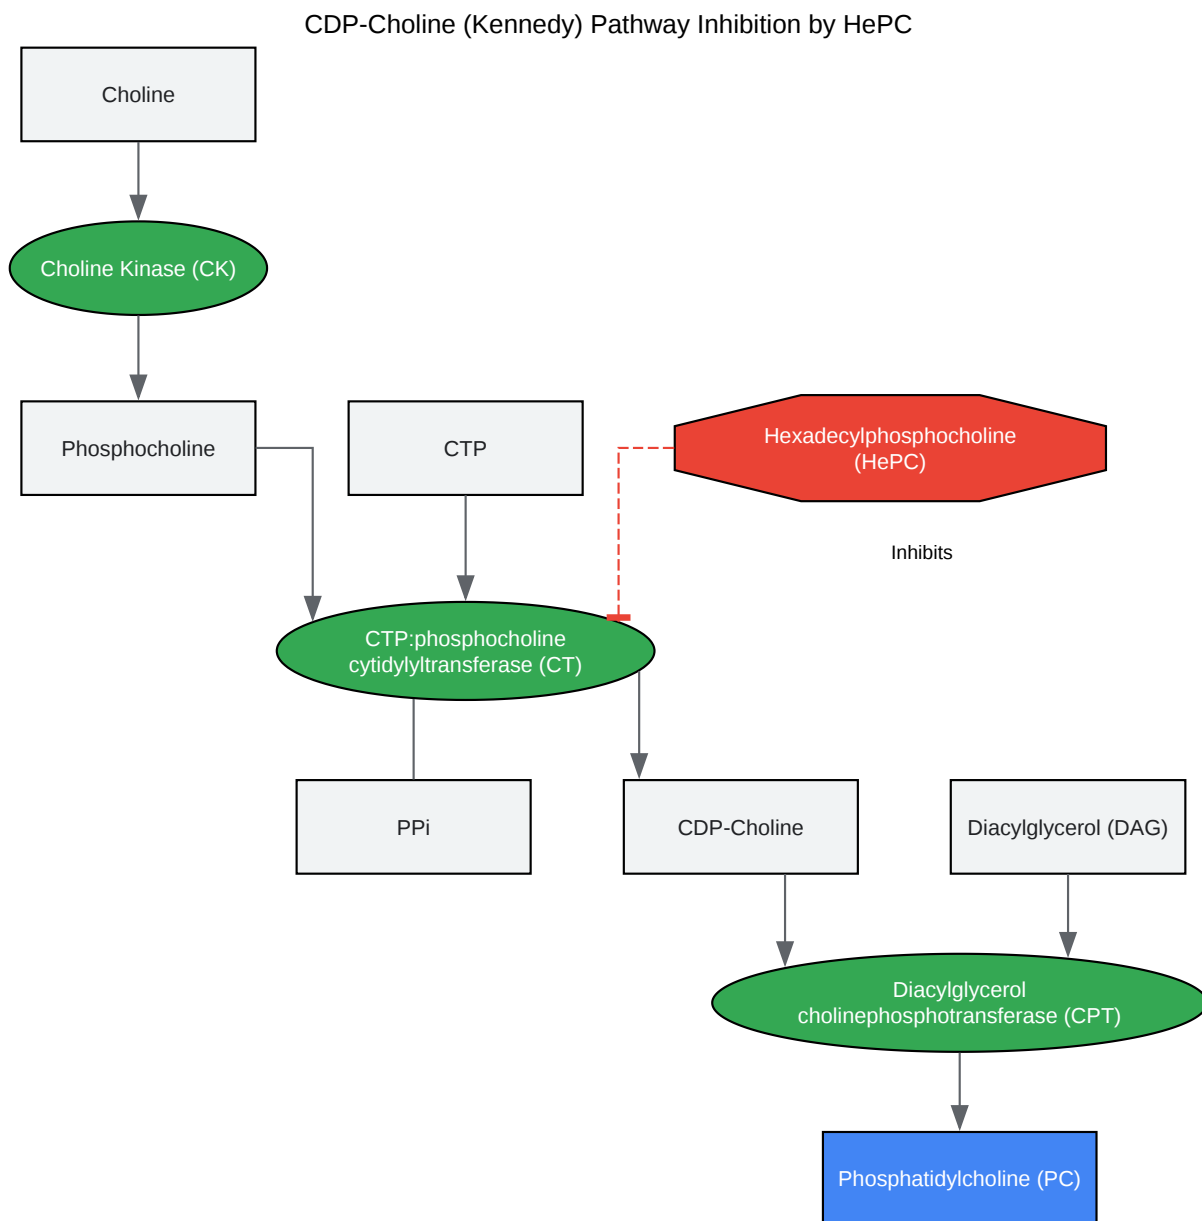 CDP-Choline (Kennedy) Pathway Inhibition by HePC
Choline
Choline Kinase (CK)
Phosphocholine
CTP
Hexadecylphosphocholine
(HePC)
Inhibits
CTP:phosphocholine
cytidylyltransferase (CT)
PPi
CDP-Choline
Diacylglycerol (DAG)
Diacylglycerol
cholinephosphotransferase (CPT)
Phosphatidylcholine (PC)